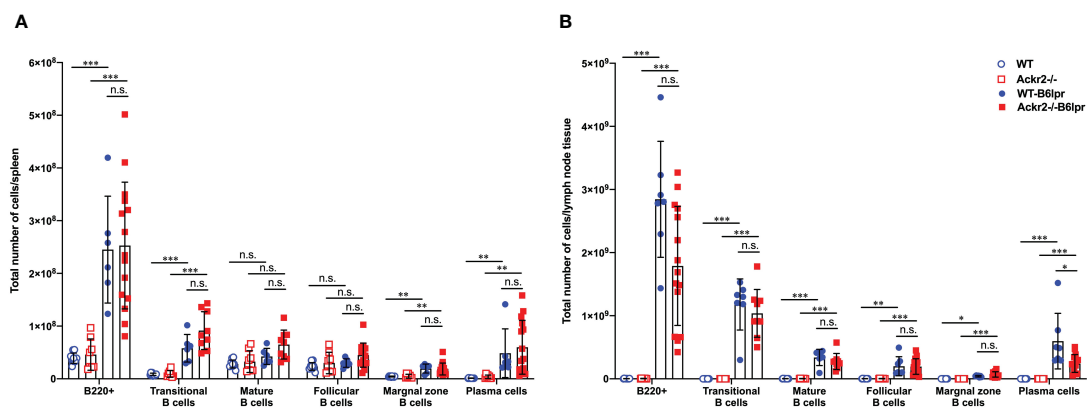 A
Total number of cells/spleen
6×10⁸
5×10⁸
4×10⁸
3×10⁸
2×10⁸
1×10⁸
0
***
***
n.s.
***
***
n.s.
n.s.
n.s.
n.s.
n.s.
n.s.
n.s.
**
**
n.s.
**
**
n.s.
B220+
Transitional
B cells
Mature
B cells
Follicular
B cells
Margnal zone
B cells
Plasma cells
B
Total number of cells/lymph node tissue
5×10⁹
4×10⁹
3×10⁹
2×10⁹
1×10⁹
0
***
***
n.s.
***
***
n.s.
***
***
n.s.
**
***
n.s.
*
***
n.s.
***
***
*
B220+
Transitional
B cells
Mature
B cells
Follicular
B cells
Margnal zone
B cells
Plasma cells
WT
Ackr2-/-
WT-B6lpr
Ackr2-/-B6lpr